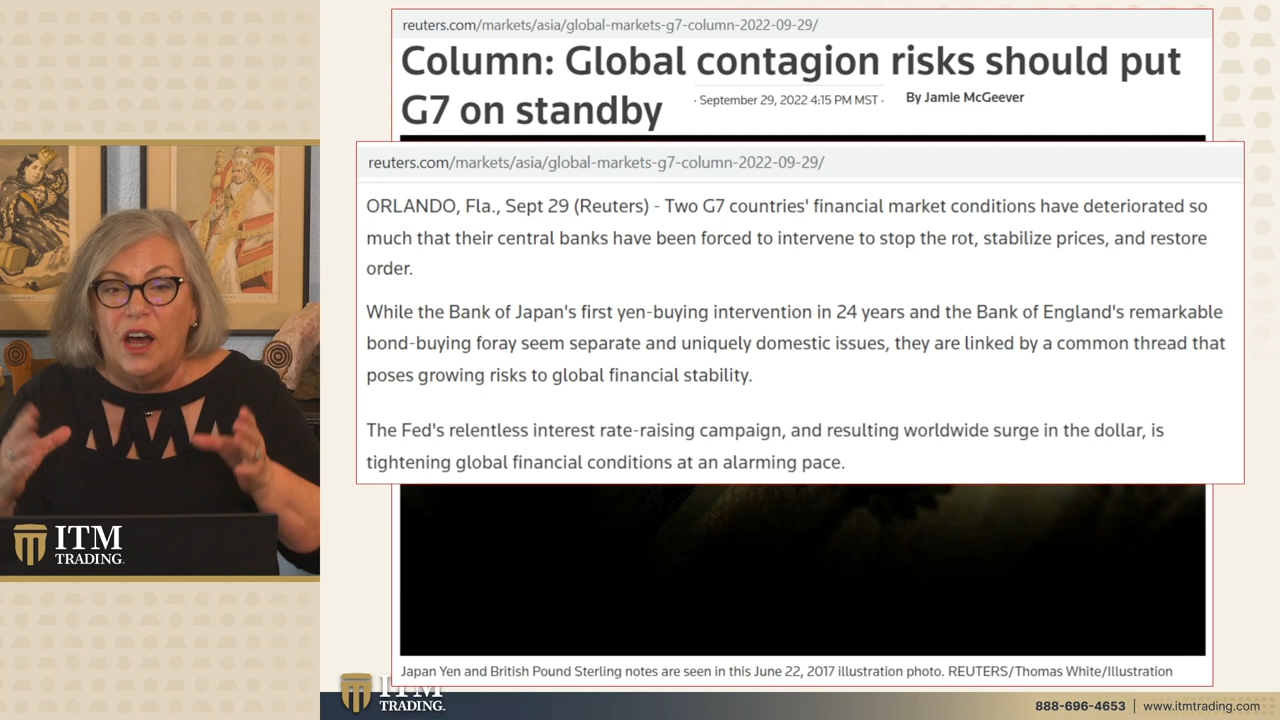 reuters.com/markets/asia/global-markets-g7-column-2022-09-29/
Column: Global contagion risks should put
G7 on standby
· September 29, 2022 4:15 PM MST ·
By Jamie McGeever
reuters.com/markets/asia/global-markets-g7-column-2022-09-29/
ORLANDO, Fla., Sept 29 (Reuters) - Two G7 countries' financial market conditions have deteriorated so
much that their central banks have been forced to intervene to stop the rot, stabilize prices, and restore
order.
While the Bank of Japan's first yen-buying intervention in 24 years and the Bank of England's remarkable
bond-buying foray seem separate and uniquely domestic issues, they are linked by a common thread that
poses growing risks to global financial stability.
The Fed's relentless interest rate-raising campaign, and resulting worldwide surge in the dollar, is
tightening global financial conditions at an alarming pace.
ITM
TRADING.
Japan Yen and British Pound Sterling notes are seen in this June 22, 2017 illustration photo. REUTERS/Thomas White/Illustration
ITM
TRADING.
888-696-4653 | www.itmtrading.com